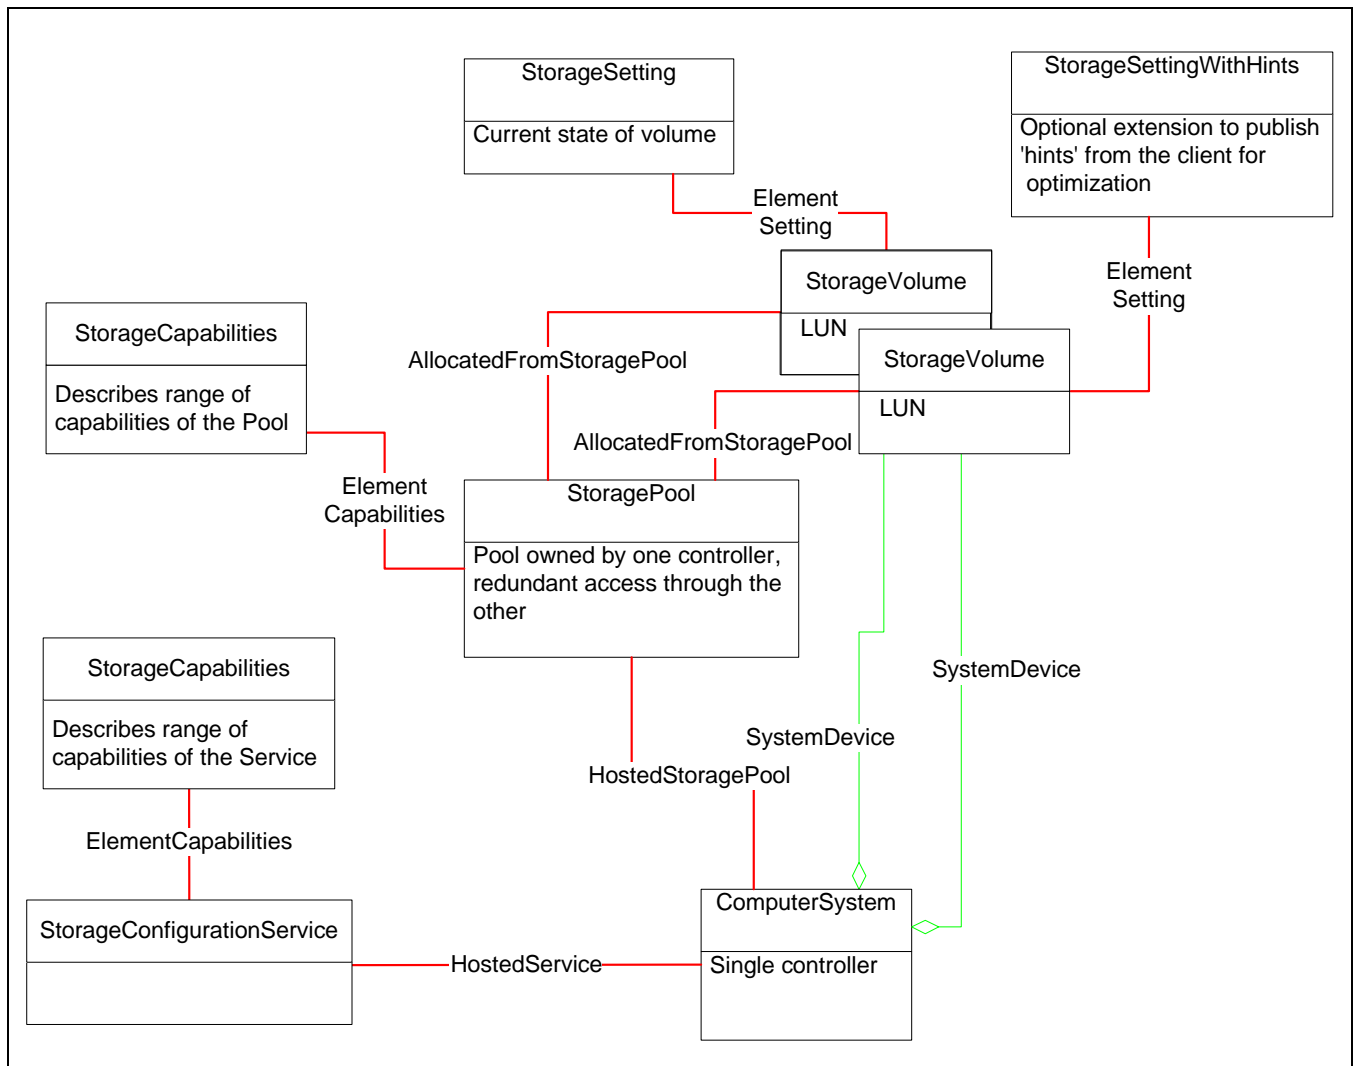 StorageSetting
Current state of volume
StorageSettingWithHints
Optional extension to publish
'hints' from the client for
optimization
Element
Setting
Element
Setting
StorageVolume
LUN
StorageVolume
LUN
StorageCapabilities
Describes range of
capabilities of the Pool
AllocatedFromStoragePool
AllocatedFromStoragePool
Element
Capabilities
StoragePool
Pool owned by one controller,
redundant access through the
other
StorageCapabilities
Describes range of
capabilities of the Service
SystemDevice
SystemDevice
HostedStoragePool
ElementCapabilities
ComputerSystem
Single controller
StorageConfigurationService
HostedService